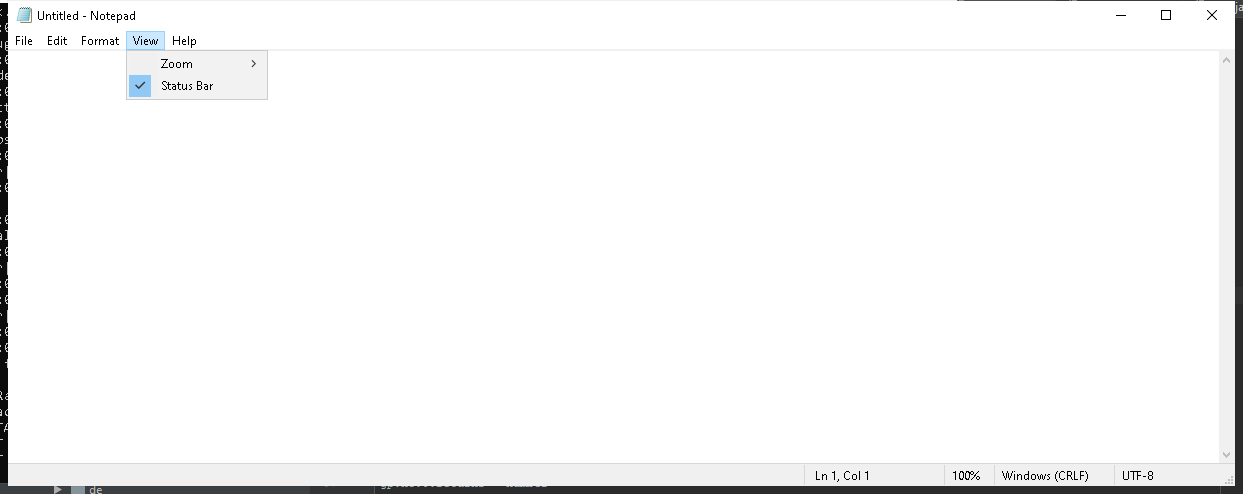 Untitled - Notepad
File Edit Format View Help
Zoom
Status Bar
Ln 1, Col 1 100% Windows (CRLF) UTF-8
de